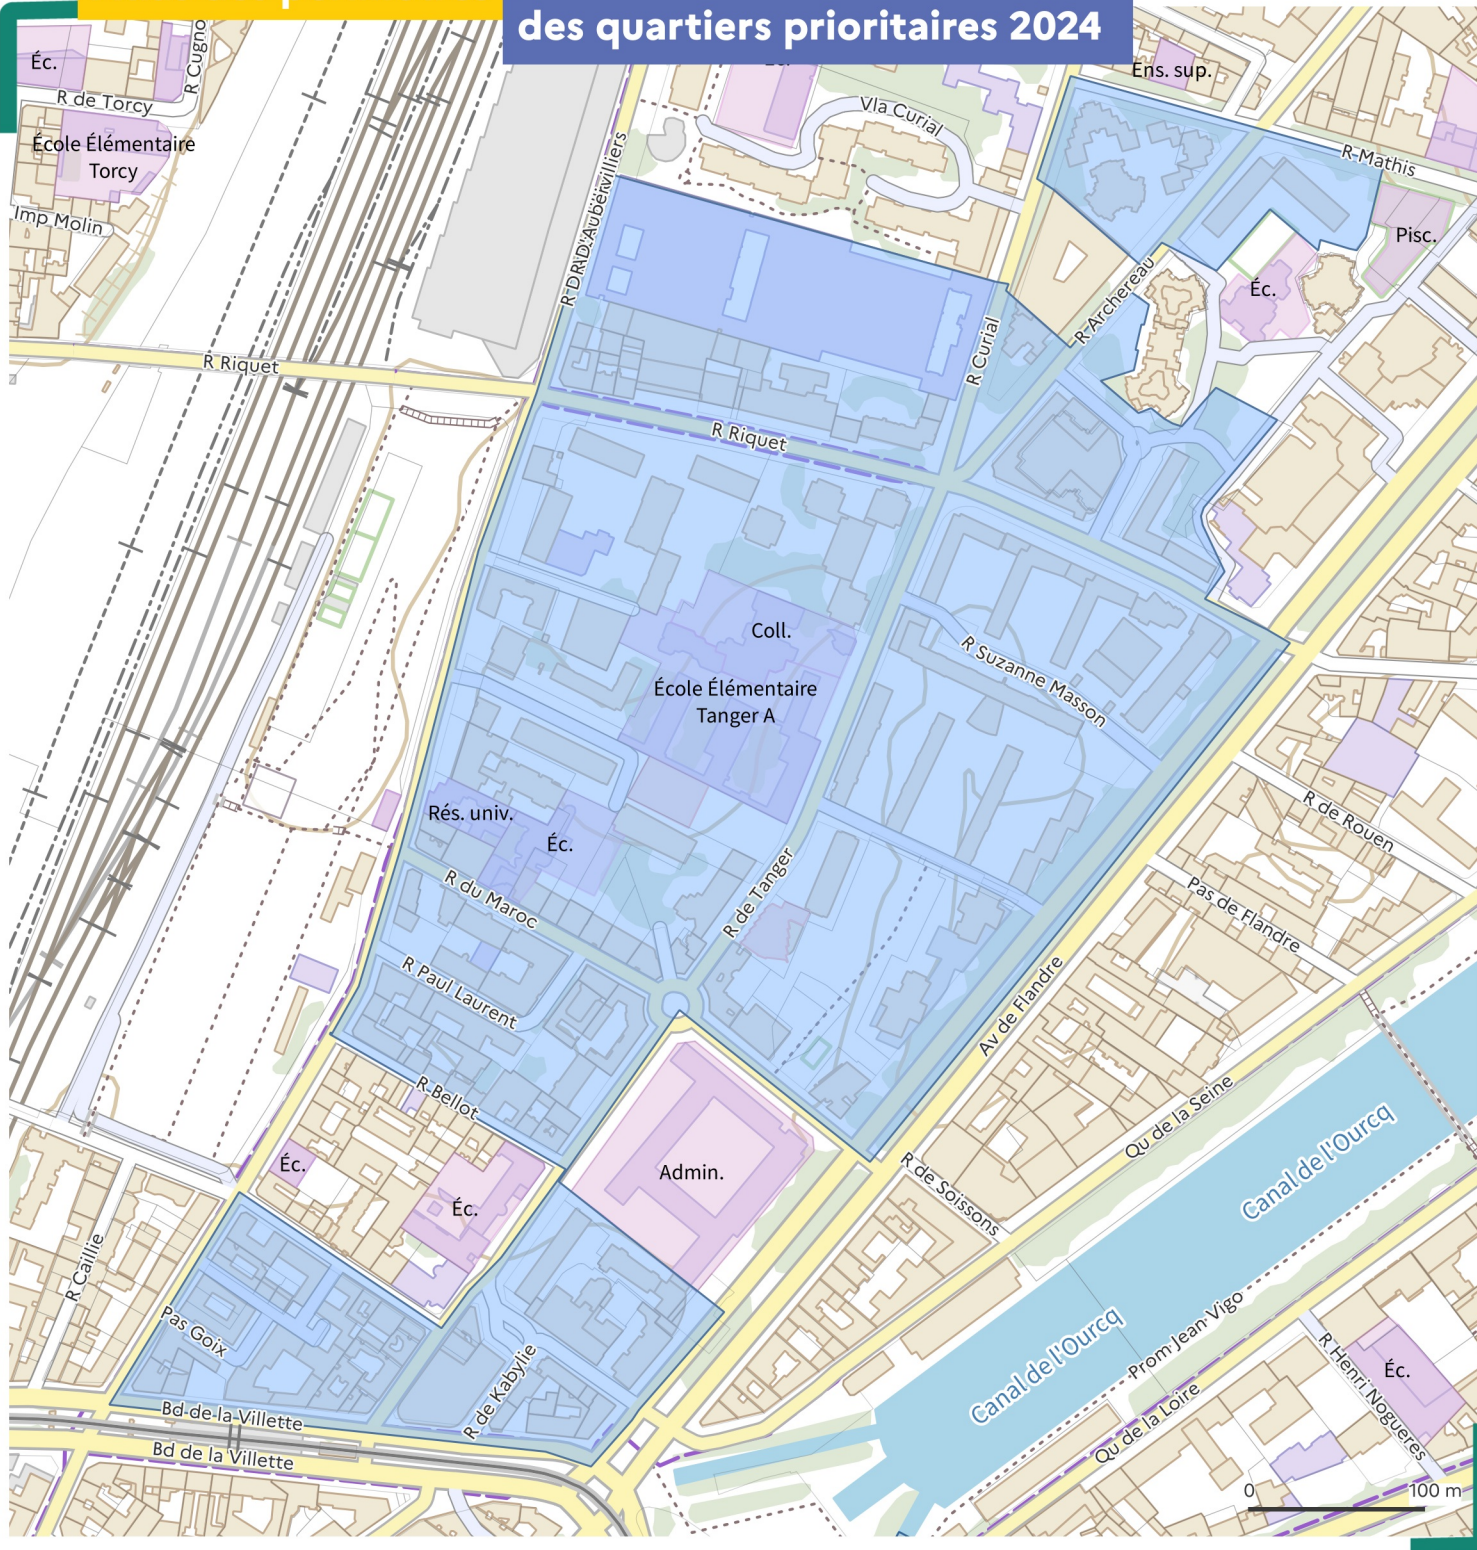 des quartiers prioritaires 2024
Éc.
R Cugno
Ens. sup.
R de Torcy
Vla Curial
École Élémentaire
Torcy
R Mathis
R D'Aubervilliers
Imp Molin
Pisc.
Éc.
R Archereau
R Curial
R Riquet
R Riquet
Coll.
R Suzanne Masson
École Élémentaire
Tanger A
Rés. univ.
Éc.
R de Rouen
R du Maroc
R de Tanger
Pas de Flandre
R Paul Laurent
Av de Flandre
R Bellot
Qu de la Seine
Canal de l'Ourcq
Éc.
Admin.
R de Soissons
Éc.
R Caillie
Pas Goix
Prom Jean Vigo
Canal de l'Ourcq
R de Kabylie
R Henri Nogueres
Éc.
Qu de la Loire
Bd de la Villette
Bd de la Villette
0 100 m